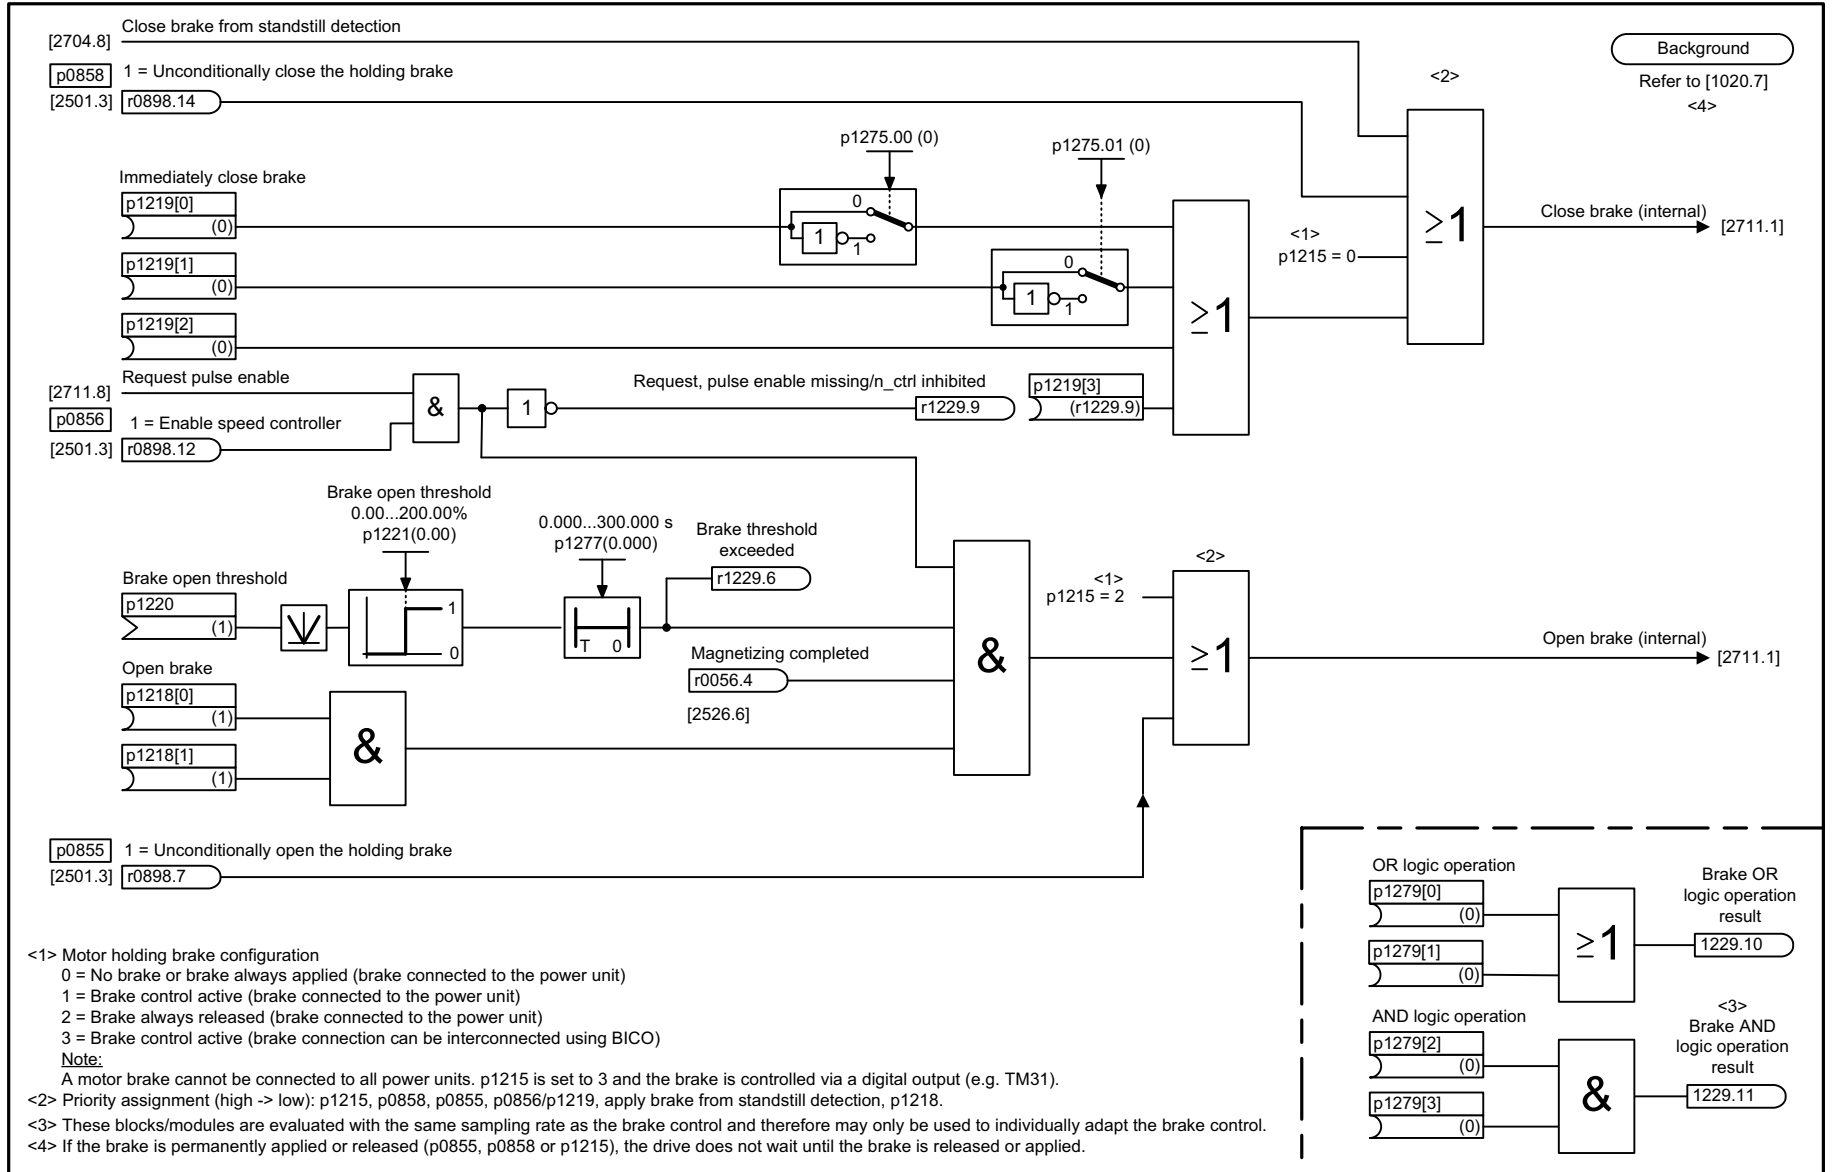 Close brake from standstill detection
[2704.8]
p0858
1 = Unconditionally close the holding brake
[2501.3]
r0898.14
Background
Refer to [1020.7]
<4>
<2>
p1275.00 (0)
p1275.01 (0)
Immediately close brake
p1219[0]
(0)
0
1
1
p1219[1]
(0)
0
1
1
p1219[2]
(0)
≥1
<1>
p1215 = 0
≥1
Close brake (internal)
[2711.1]
Request pulse enable
[2711.8]
p0856
1 = Enable speed controller
[2501.3]
r0898.12
&
1
Request, pulse enable missing/n_ctrl inhibited
r1229.9
p1219[3]
(r1229.9)
Brake open threshold
0.00...200.00%
p1221(0.00)
0.000...300.000 s
p1277(0.000)
Brake threshold
exceeded
r1229.6
Brake open threshold
p1220
(1)
1
0
T 0
Magnetizing completed
r0056.4
[2526.6]
Open brake
p1218[0]
(1)
p1218[1]
(1)
&
&
<2>
<1>
p1215 = 2
≥1
Open brake (internal)
[2711.1]
p0855
1 = Unconditionally open the holding brake
[2501.3]
r0898.7
OR logic operation
p1279[0]
(0)
p1279[1]
(0)
≥1
Brake OR
logic operation
result
1229.10
AND logic operation
p1279[2]
(0)
p1279[3]
(0)
&
<3>
Brake AND
logic operation
result
1229.11
<1> Motor holding brake configuration
0 = No brake or brake always applied (brake connected to the power unit)
1 = Brake control active (brake connected to the power unit)
2 = Brake always released (brake connected to the power unit)
3 = Brake control active (brake connection can be interconnected using BICO)
Note:
A motor brake cannot be connected to all power units. p1215 is set to 3 and the brake is controlled via a digital output (e.g. TM31).
<2> Priority assignment (high -> low): p1215, p0858, p0855, p0856/p1219, apply brake from standstill detection, p1218.
<3> These blocks/modules are evaluated with the same sampling rate as the brake control and therefore may only be used to individually adapt the brake control.
<4> If the brake is permanently applied or released (p0855, p0858 or p1215), the drive does not wait until the brake is released or applied.